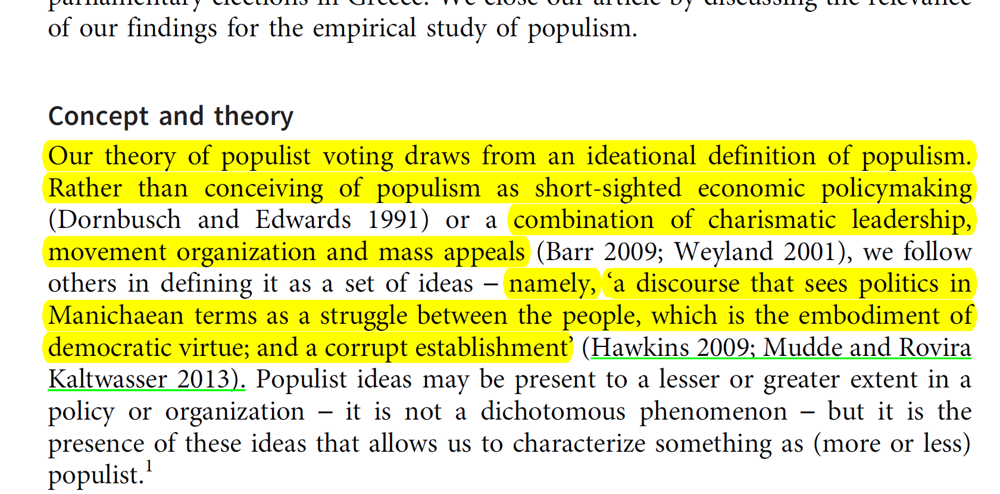 parliamentary elections in Greece. We close our article by discussing the relevance
of our findings for the empirical study of populism.
Concept and theory
Our theory of populist voting draws from an ideational definition of populism.
Rather than conceiving of populism as short-sighted economic policymaking
(Dornbusch and Edwards 1991) or a combination of charismatic leadership,
movement organization and mass appeals (Barr 2009; Weyland 2001), we follow
others in defining it as a set of ideas – namely, ‘a discourse that sees politics in
Manichaean terms as a struggle between the people, which is the embodiment of
democratic virtue; and a corrupt establishment’ (Hawkins 2009; Mudde and Rovira
Kaltwasser 2013). Populist ideas may be present to a lesser or greater extent in a
policy or organization – it is not a dichotomous phenomenon – but it is the
presence of these ideas that allows us to characterize something as (more or less)
populist.1